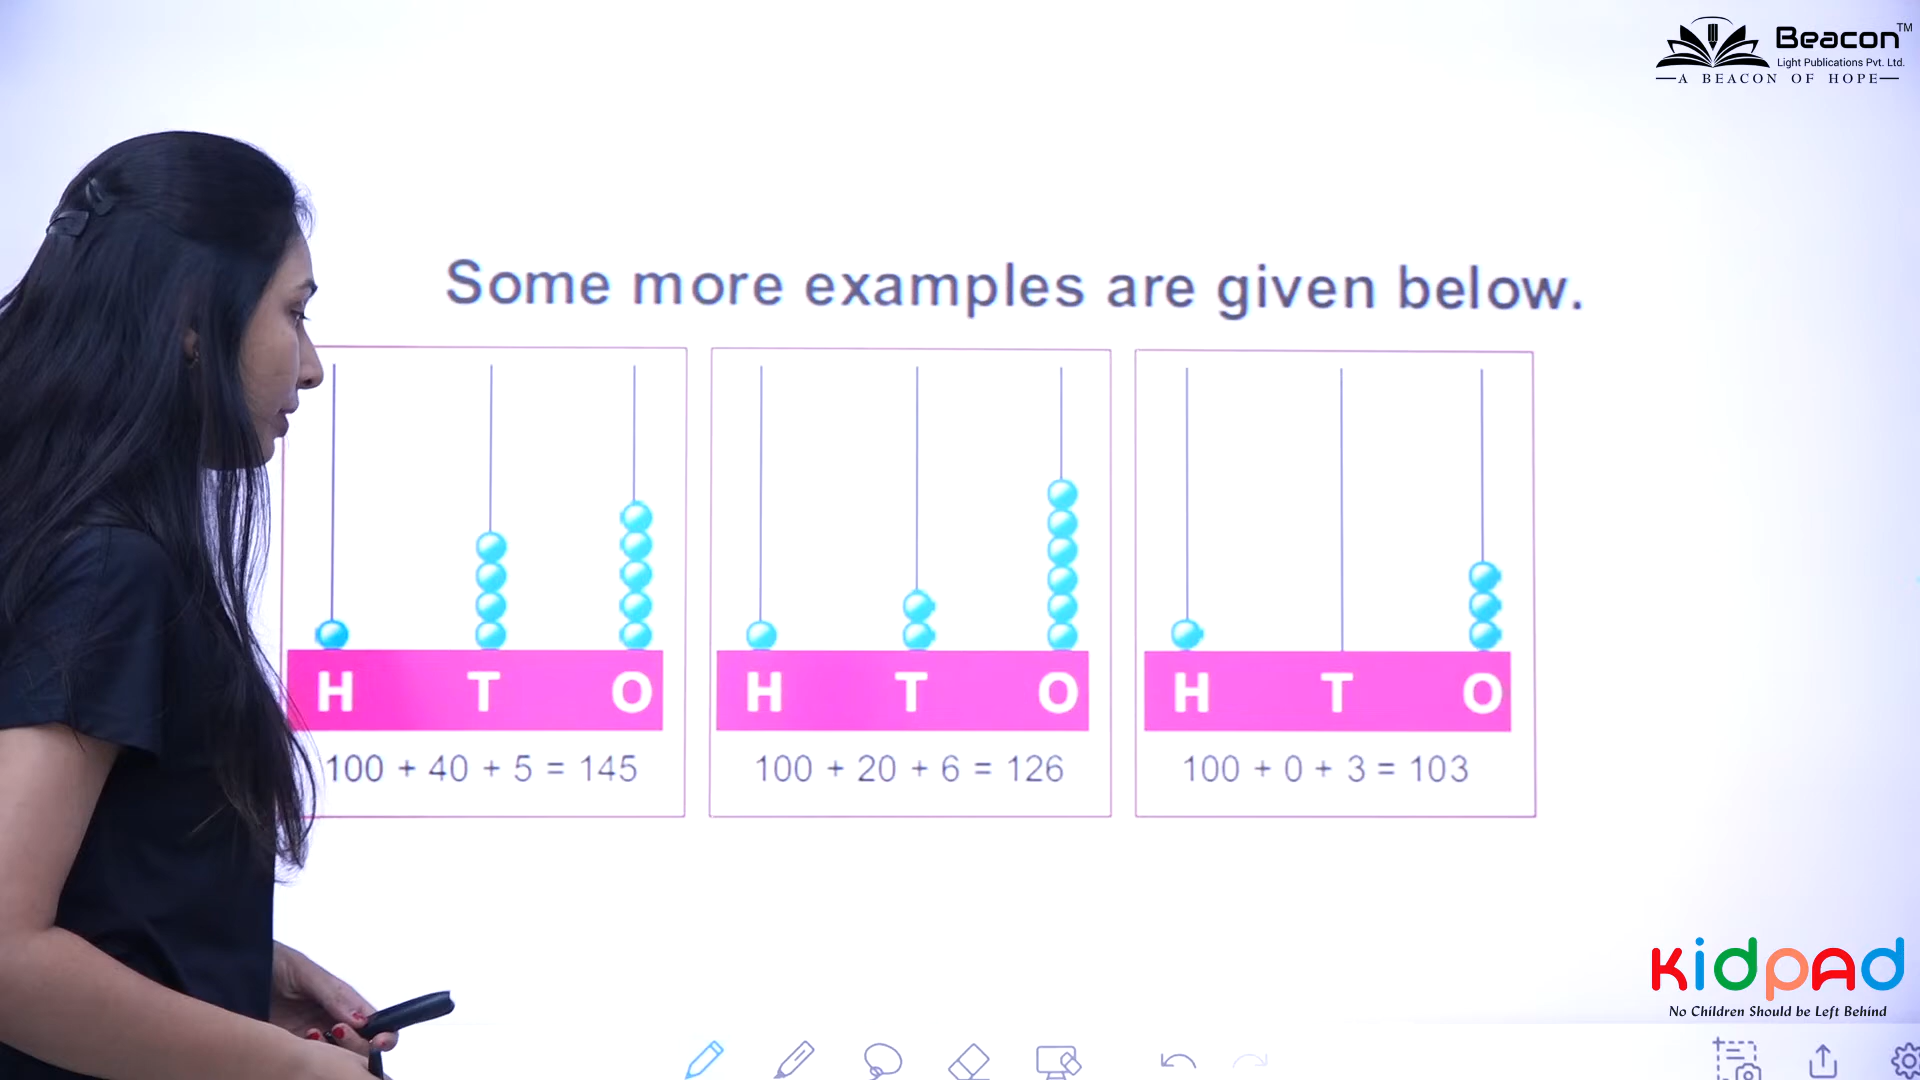 Beacon™
Light Publications Pvt. Ltd.
A BEACON OF HOPE
Some more examples are given below.
H T O
100 + 40 + 5 = 145
H T O
100 + 20 + 6 = 126
H T O
100 + 0 + 3 = 103
kidpad
No Children Should be Left Behind